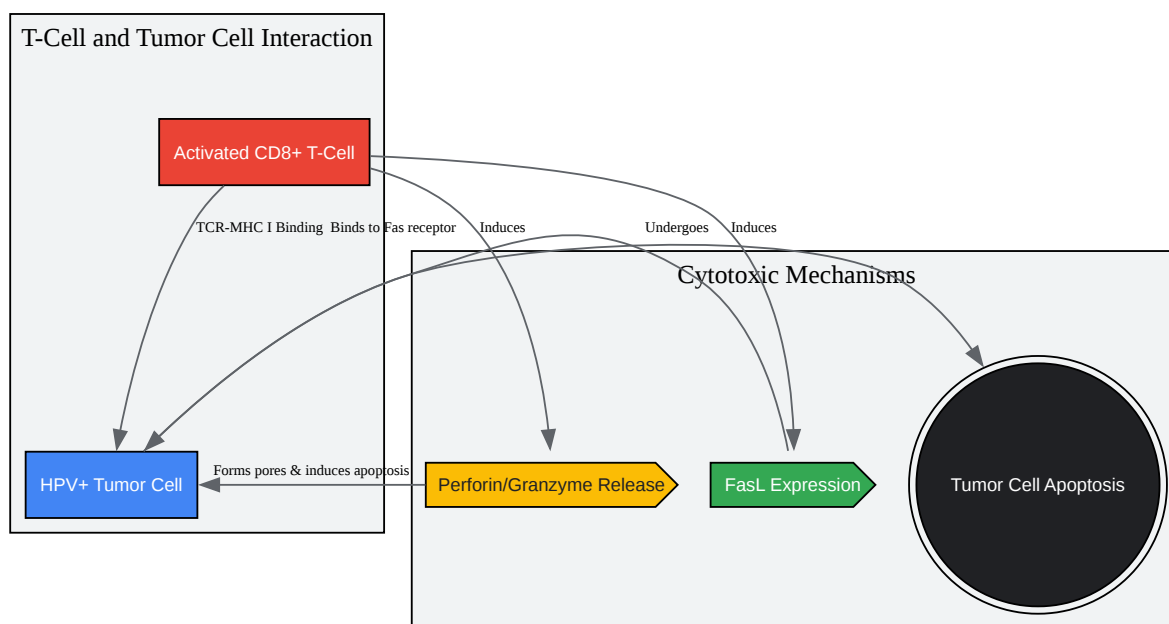 T-Cell and Tumor Cell Interaction
Activated CD8+ T-Cell
TCR-MHC I Binding
Binds to Fas receptor
Induces
Undergoes
Induces
Cytotoxic Mechanisms
HPV+ Tumor Cell
Forms pores & induces apoptosis
Perforin/Granzyme Release
FasL Expression
Tumor Cell Apoptosis